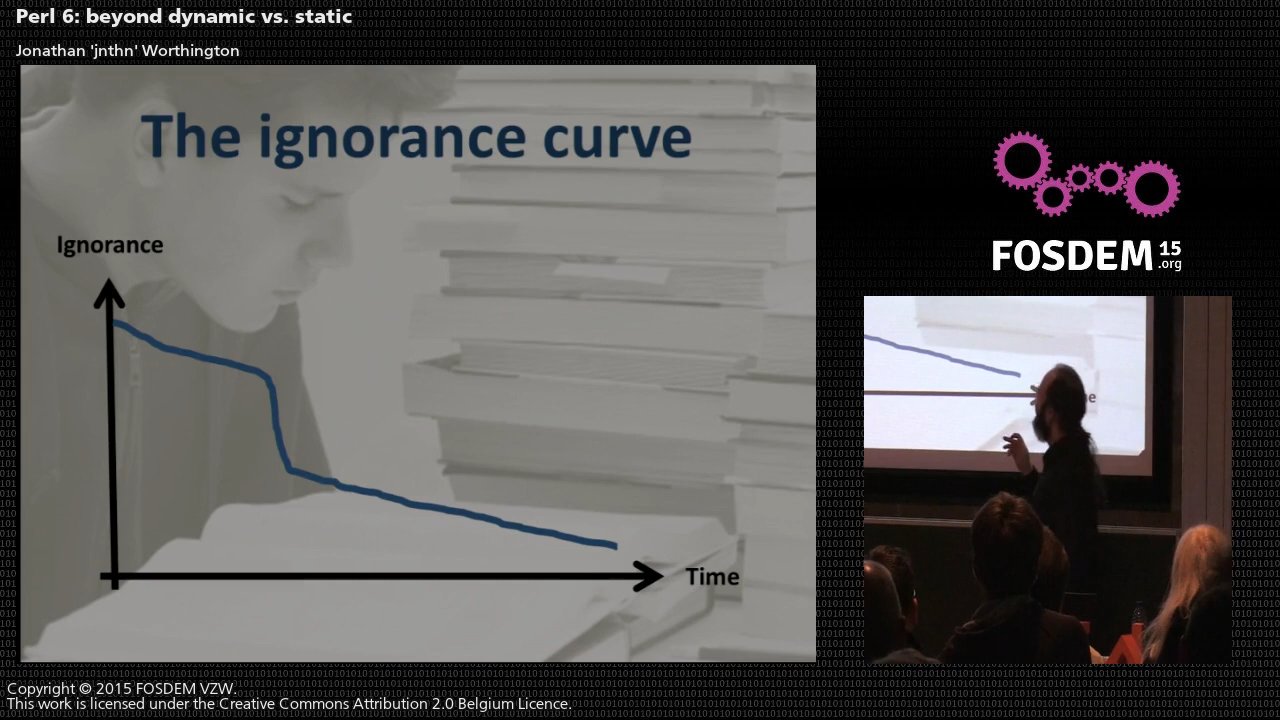 Perl 6: beyond dynamic vs. static
Jonathan 'jnthn' Worthington
The ignorance curve
Ignorance
Time
FOSDEM 15
.org
Copyright © 2015 FOSDEM VZW.
This work is licensed under the Creative Commons Attribution 2.0 Belgium Licence.